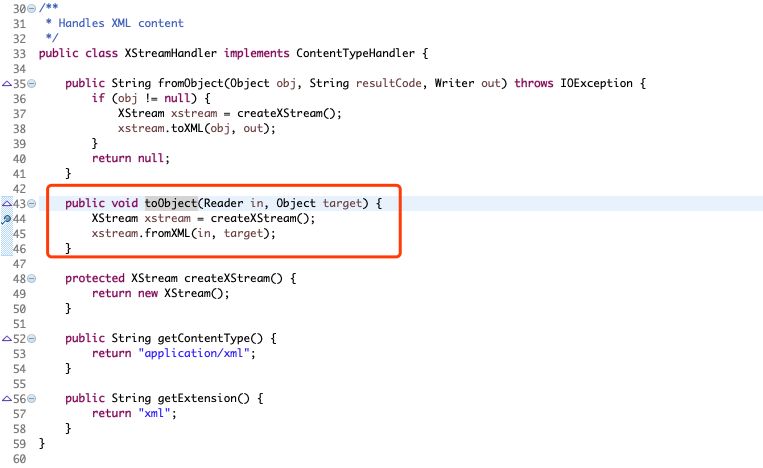 30 /**
31  * Handles XML content
32  */
33 public class XStreamHandler implements ContentTypeHandler {
34
35     public String fromObject(Object obj, String resultCode, Writer out) throws IOException {
36         if (obj != null) {
37             XStream xstream = createXStream();
38             xstream.toXML(obj, out);
39         }
40         return null;
41     }
42
43     public void toObject(Reader in, Object target) {
44         XStream xstream = createXStream();
45         xstream.fromXML(in, target);
46     }
47
48     protected XStream createXStream() {
49         return new XStream();
50     }
51
52     public String getContentType() {
53         return "application/xml";
54     }
55
56     public String getExtension() {
57         return "xml";
58     }
59 }
60